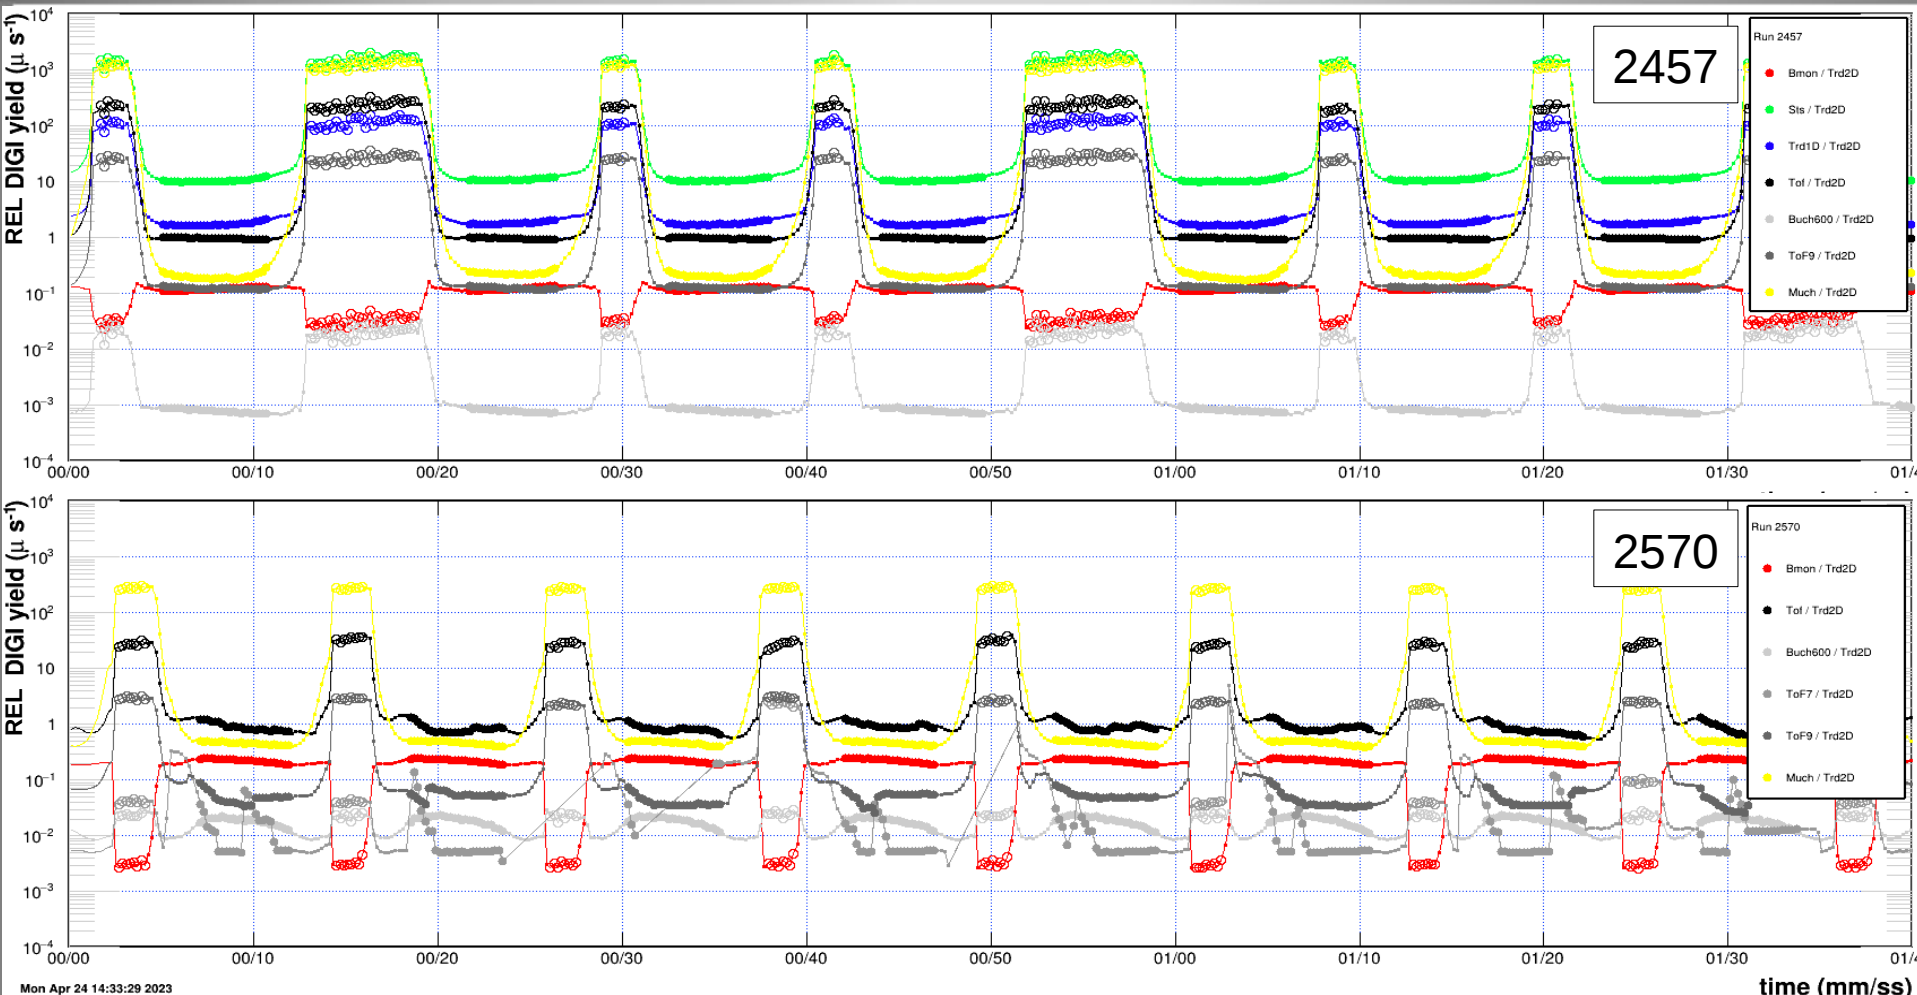 REL DIGI yield (μ s⁻¹)
10⁴
10³
10²
10
1
10⁻¹
10⁻²
10⁻³
10⁻⁴
2457
Run 2457
Bmon / Trd2D
Sts / Trd2D
Trd1D / Trd2D
Tof / Trd2D
Buch600 / Trd2D
ToF9 / Trd2D
Much / Trd2D
00/00 00/10 00/20 00/30 00/40 00/50 01/00 01/10 01/20 01/30 01/4
REL DIGI yield (μ s⁻¹)
10⁴
10³
10²
10
1
10⁻¹
10⁻²
10⁻³
10⁻⁴
2570
Run 2570
Bmon / Trd2D
Tof / Trd2D
Buch600 / Trd2D
ToF7 / Trd2D
ToF9 / Trd2D
Much / Trd2D
00/00 00/10 00/20 00/30 00/40 00/50 01/00 01/10 01/20 01/30 01/4
Mon Apr 24 14:33:29 2023
time (mm/ss)